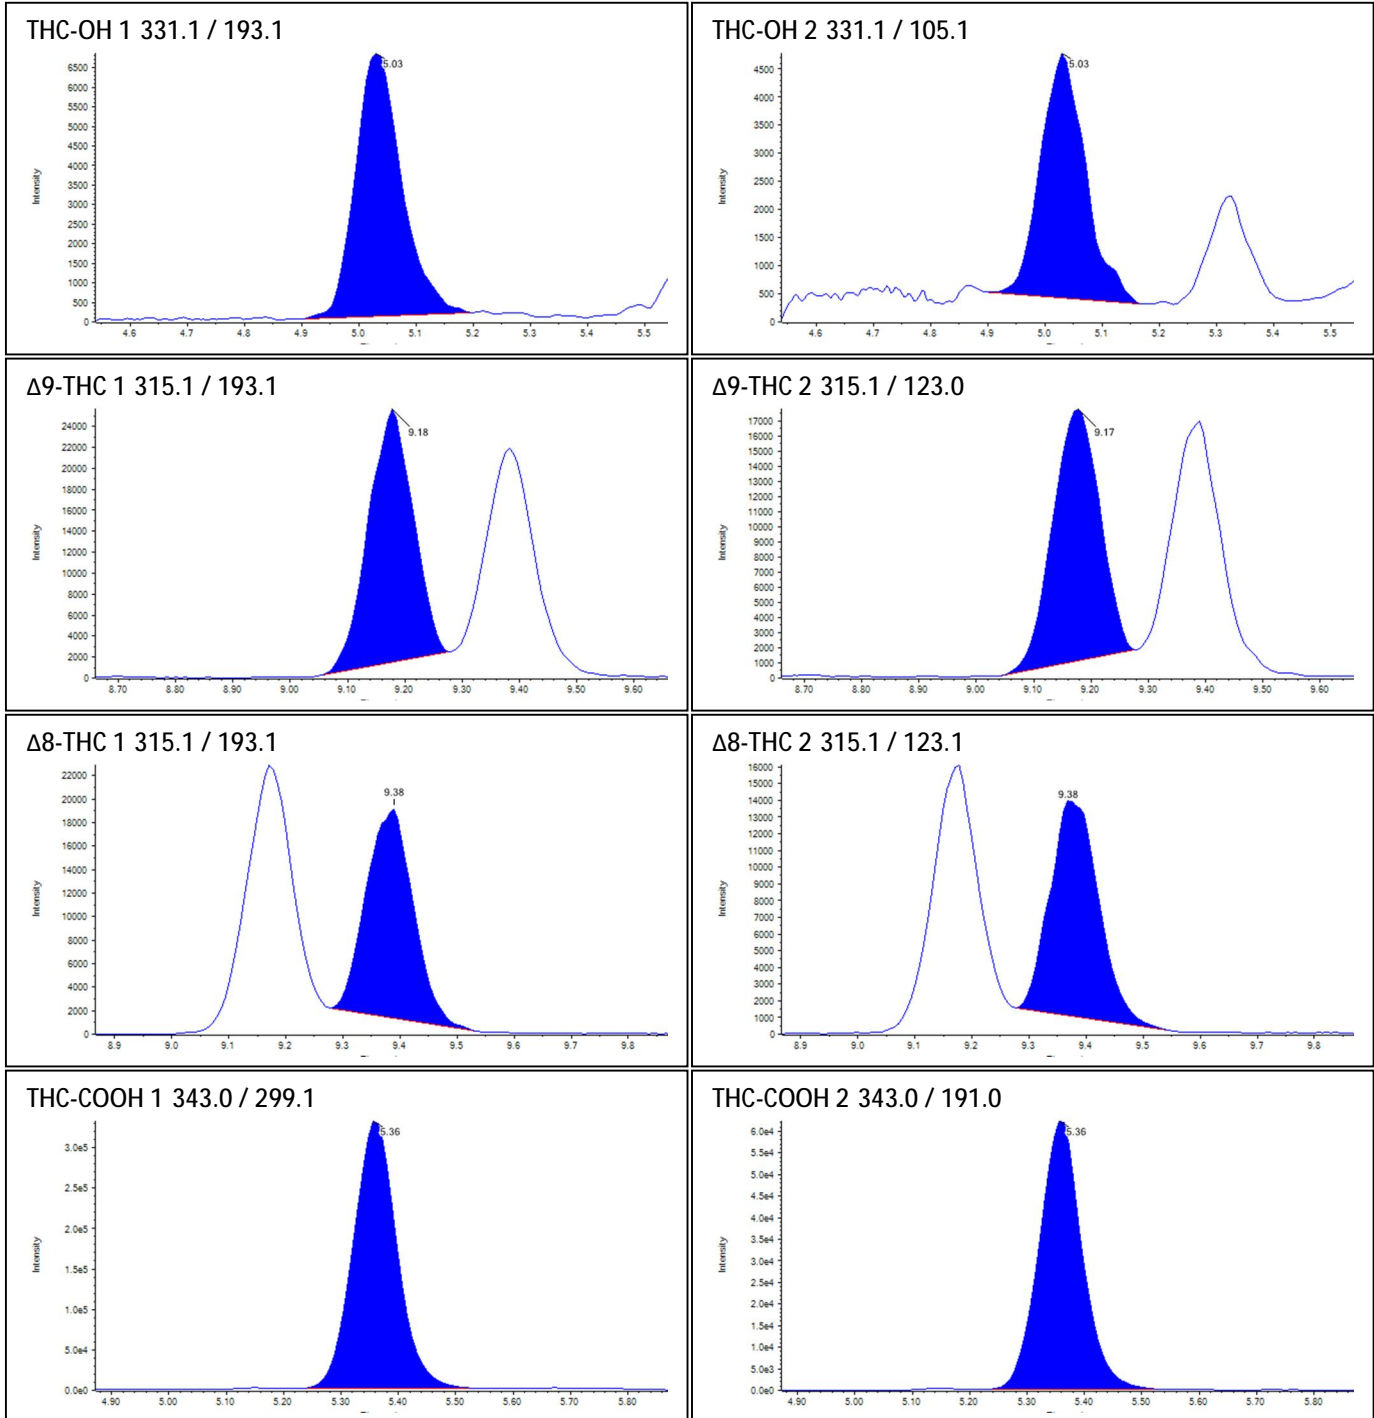 THC-OH 1 331.1 / 193.1
Intensity
6500
6000
5500
5000
4500
4000
3500
3000
2500
2000
1500
1000
500
0
5.03
4.6 4.7 4.8 4.9 5.0 5.1 5.2 5.3 5.4 5.5
THC-OH 2 331.1 / 105.1
Intensity
4500
4000
3500
3000
2500
2000
1500
1000
500
0
5.03
4.6 4.7 4.8 4.9 5.0 5.1 5.2 5.3 5.4 5.5
Δ9-THC 1 315.1 / 193.1
Intensity
24000
22000
20000
18000
16000
14000
12000
10000
8000
6000
4000
2000
0
9.18
8.70 8.80 8.90 9.00 9.10 9.20 9.30 9.40 9.50 9.60
Δ9-THC 2 315.1 / 123.0
Intensity
17000
16000
15000
14000
13000
12000
11000
10000
9000
8000
7000
6000
5000
4000
3000
2000
1000
0
9.17
8.70 8.80 8.90 9.00 9.10 9.20 9.30 9.40 9.50 9.60
Δ8-THC 1 315.1 / 193.1
Intensity
22000
20000
18000
16000
14000
12000
10000
8000
6000
4000
2000
0
9.38
8.9 9.0 9.1 9.2 9.3 9.4 9.5 9.6 9.7 9.8
Δ8-THC 2 315.1 / 123.1
Intensity
16000
15000
14000
13000
12000
11000
10000
9000
8000
7000
6000
5000
4000
3000
2000
1000
0
9.38
8.9 9.0 9.1 9.2 9.3 9.4 9.5 9.6 9.7 9.8
THC-COOH 1 343.0 / 299.1
Intensity
3.0e5
2.5e5
2.0e5
1.5e5
1.0e5
5.0e4
0.0e0
5.36
4.90 5.00 5.10 5.20 5.30 5.40 5.50 5.60 5.70 5.80
THC-COOH 2 343.0 / 191.0
Intensity
6.0e4
5.5e4
5.0e4
4.5e4
4.0e4
3.5e4
3.0e4
2.5e4
2.0e4
1.5e4
1.0e4
5.0e3
0.0e0
5.36
4.90 5.00 5.10 5.20 5.30 5.40 5.50 5.60 5.70 5.80